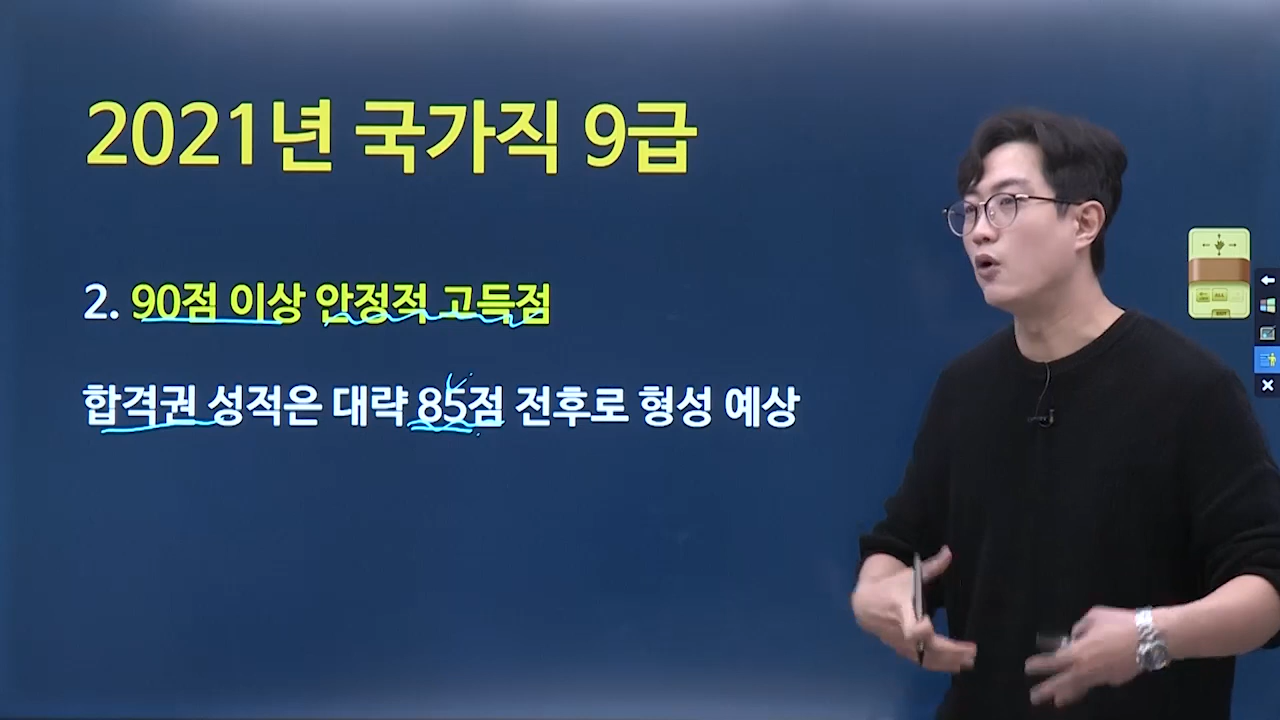 2021년 국가직 9급
2. 90점 이상 안정적 고득점
합격권 성적은 대략 85점 전후로 형성 예상